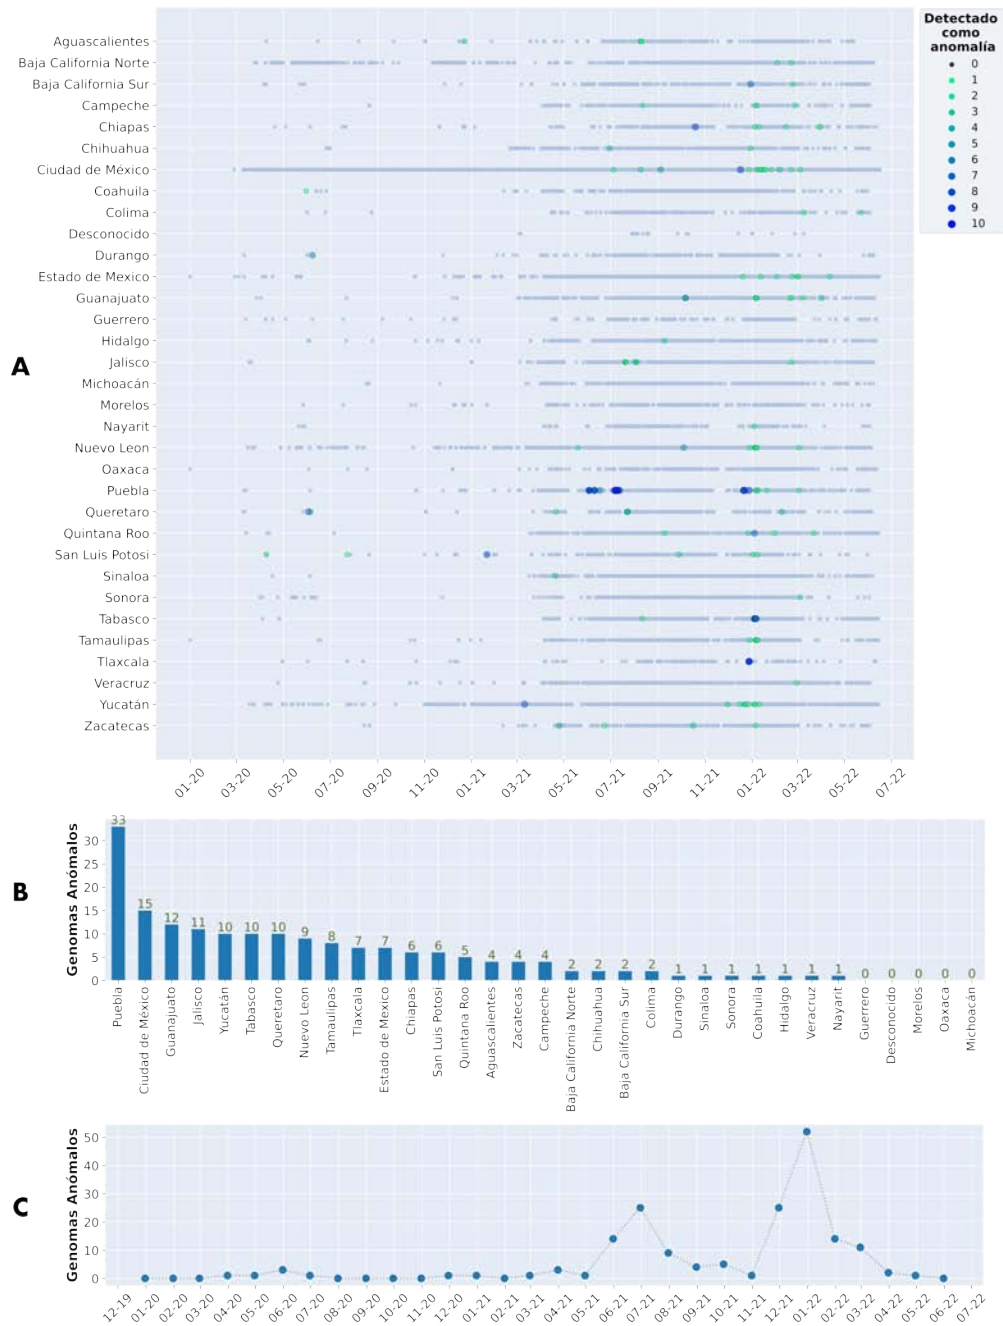 Detectado
como
anomalía
0
1
2
3
4
5
6
7
8
9
10
A
Aguascalientes
Baja California Norte
Baja California Sur
Campeche
Chiapas
Chihuahua
Ciudad de México
Coahuila
Colima
Desconocido
Durango
Estado de Mexico
Guanajuato
Guerrero
Hidalgo
Jalisco
Michoacán
Morelos
Nayarit
Nuevo Leon
Oaxaca
Puebla
Queretaro
Quintana Roo
San Luis Potosi
Sinaloa
Sonora
Tabasco
Tamaulipas
Tlaxcala
Veracruz
Yucatán
Zacatecas
01-20 03-20 05-20 07-20 09-20 11-20 01-21 03-21 05-21 07-21 09-21 11-21 01-22 03-22 05-22 07-22
B
Genomas Anómalos
30
25
20
15
10
5
0
33 15 12 11 10 10 10 9 8 7 7 6 6 5 4 4 4 2 2 2 2 1 1 1 1 1 1 1 0 0 0 0 0
Puebla
Ciudad de México
Guanajuato
Jalisco
Yucatán
Tabasco
Queretaro
Nuevo Leon
Tamaulipas
Tlaxcala
Estado de Mexico
Chiapas
San Luis Potosi
Quintana Roo
Aguascalientes
Zacatecas
Campeche
Baja California Norte
Chihuahua
Baja California Sur
Colima
Durango
Sinaloa
Sonora
Coahuila
Hidalgo
Veracruz
Nayarit
Guerrero
Desconocido
Morelos
Oaxaca
Michoacán
C
Genomas Anómalos
50
40
30
20
10
0
12-19 01-20 02-20 03-20 04-20 05-20 06-20 07-20 08-20 09-20 10-20 11-20 12-20 01-21 02-21 03-21 04-21 05-21 06-21 07-21 08-21 09-21 10-21 11-21 12-21 01-22 02-22 03-22 04-22 05-22 06-22 07-22